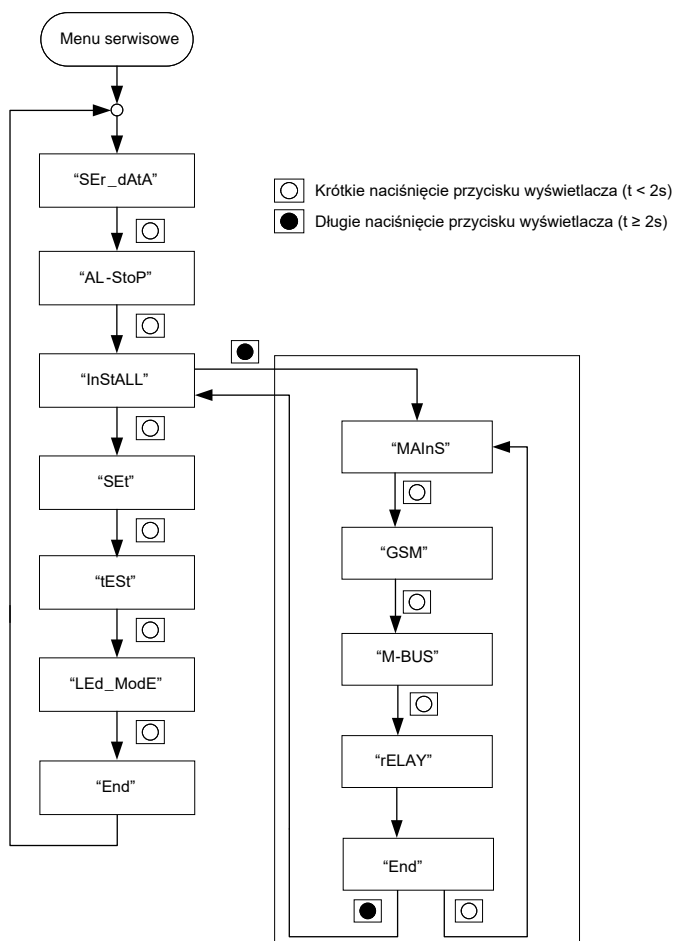 Menu serwisowe
“SEr_dAtA”
“AL-StoP”
“InStALL”
“SEt”
“tESt”
“LEd_ModE”
“End”
Krótkie naciśnięcie przycisku wyświetlacza (t < 2s)
Długie naciśnięcie przycisku wyświetlacza (t ≥ 2s)
“MAInS”
“GSM”
“M-BUS”
“rELAY”
“End”